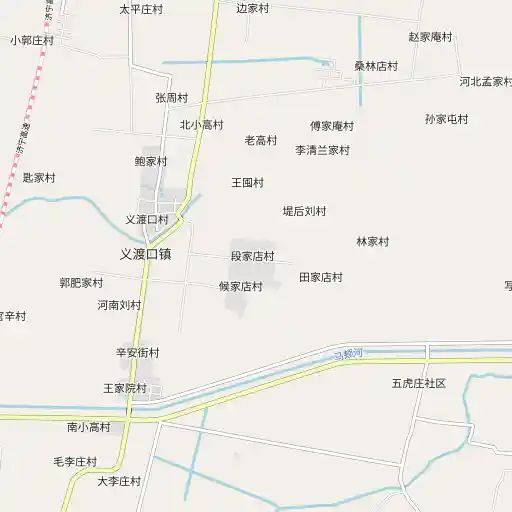 太平庄村
边家村
小郭庄村
赵家庵村
桑林店村
河北孟家村
张周村
孙家屯村
北小高村
傅家庵村
老高村
李清兰家村
鲍家村
匙家村
王囤村
堤后刘村
义渡口村
林家村
义渡口镇
段家店村
田家店村
郭肥家村
候家店村
写
河南刘村
官辛村
辛安街村
马颊河
五虎庄社区
王家院村
南小高村
毛李庄村
大李庄村